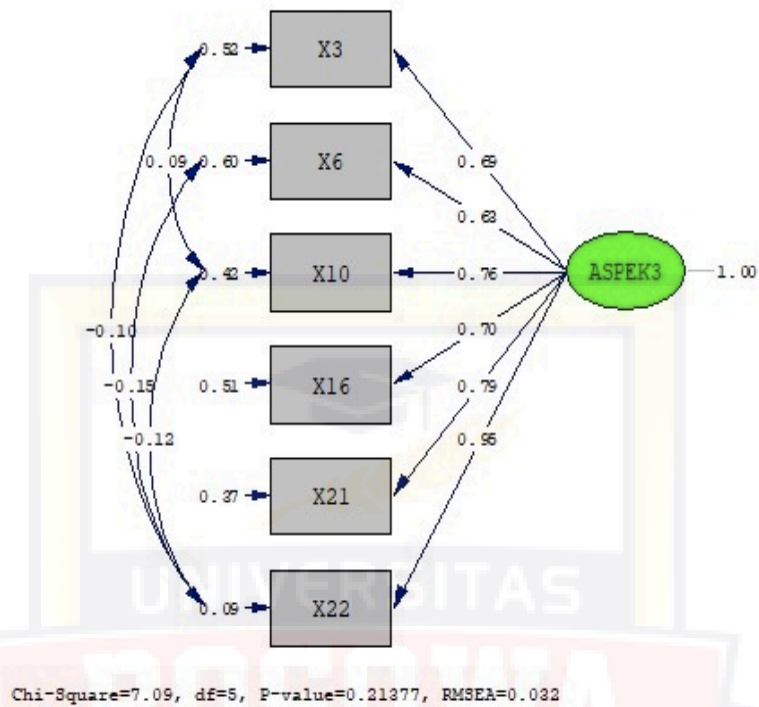 0.52 X3
0.09 0.60 X6 0.69
0.63
0.42 X10 0.76 ASPEK3 1.00
-0.10 0.70
-0.15 0.51 X16 0.79
-0.12 0.95
0.37 X21
UNIVERSITAS
0.09 X22
BOSOWA
Chi-Square=7.09, df=5, P-value=0.21377, RMSEA=0.032